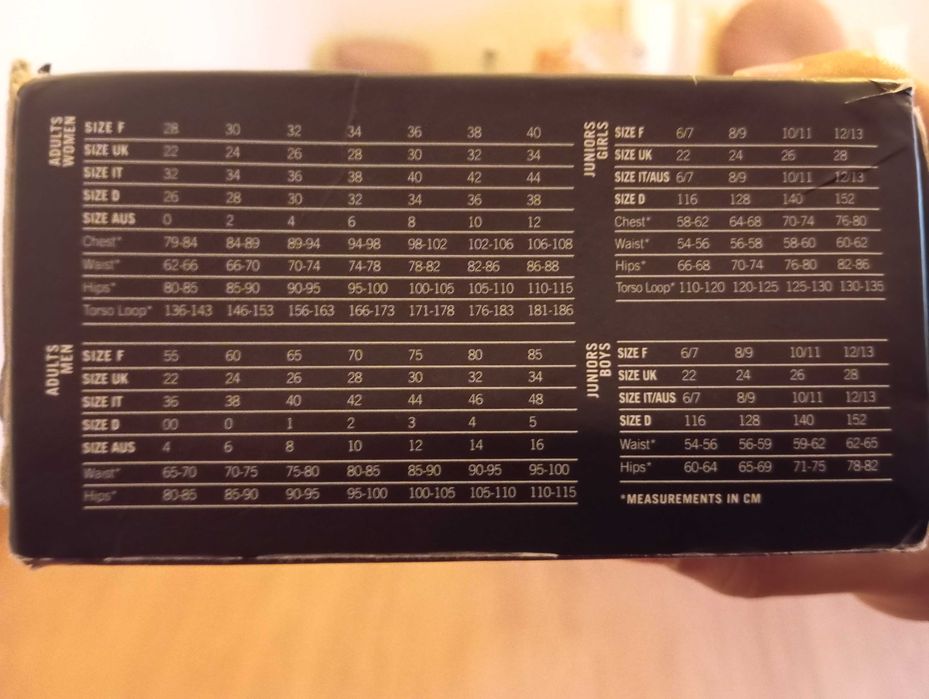 ADULTS
WOMEN
SIZE F 28 30 32 34 36 38 40
SIZE UK 22 24 26 28 30 32 34
SIZE IT 32 34 36 38 40 42 44
SIZE D 26 28 30 32 34 36 38
SIZE AUS 0 2 4 6 8 10 12
Chest* 79-84 84-89 89-94 94-98 98-102 102-106 106-108
Waist* 62-66 66-70 70-74 74-78 78-82 82-86 86-88
Hips* 80-85 85-90 90-95 95-100 100-105 105-110 110-115
Torso Loop* 136-143 146-153 156-163 166-173 171-178 176-183 181-186
ADULTS
MEN
SIZE F 55 60 65 70 75 80 85
SIZE UK 22 24 26 28 30 32 34
SIZE IT 36 38 40 42 44 46 48
SIZE D 00 0 1 2 3 4 5
SIZE AUS 4 6 8 10 12 14 16
Waist* 65-70 70-75 75-80 80-85 85-90 90-95 95-100
Hips* 80-85 85-90 90-95 95-100 100-105 105-110 110-115
JUNIORS
GIRLS
SIZE F 6/7 8/9 10/11 12/13
SIZE UK 22 24 26 28
SIZE IT/AUS 6/7 8/9 10/11 12-13
SIZE D 116 128 140 152
Chest* 58-62 64-68 70-74 76-80
Waist* 54-56 56-58 58-60 60-62
Hips* 66-68 70-74 76-80 82-86
Torso Loop* 110-120 120-125 125-130 130-135
JUNIORS
BOYS
SIZE F 6/7 8/9 10/11 12/13
SIZE UK 22 24 26 28
SIZE IT/AUS 6/7 8/9 10/11 12/13
SIZE D 116 128 140 152
Waist* 54-56 56-59 59-62 62-65
Hips* 60-64 65-69 71-75 78-82
*MEASUREMENTS IN CM